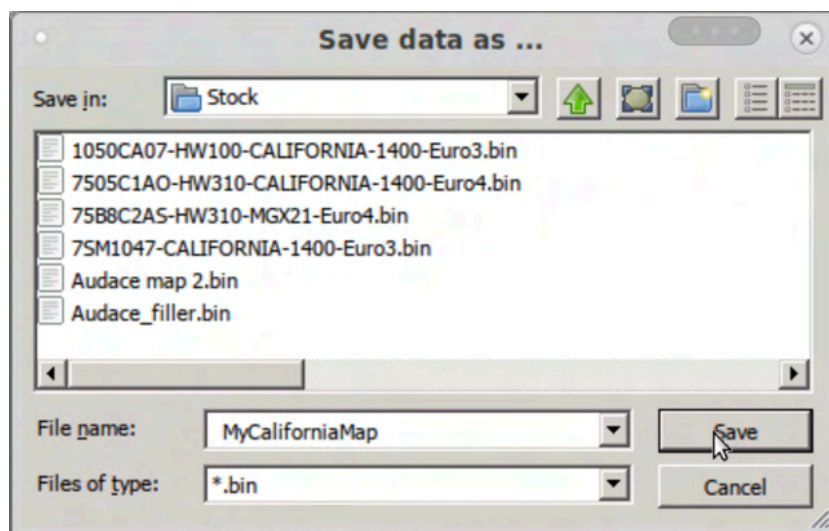 Save data as ...
Save in: Stock
1050CA07-HW100-CALIFORNIA-1400-Euro3.bin
7505C1AO-HW310-CALIFORNIA-1400-Euro4.bin
75B8C2AS-HW310-MGX21-Euro4.bin
7SM1047-CALIFORNIA-1400-Euro3.bin
Audace map 2.bin
Audace_filler.bin
File name: MyCaliforniaMap Save
Files of type: *.bin Cancel